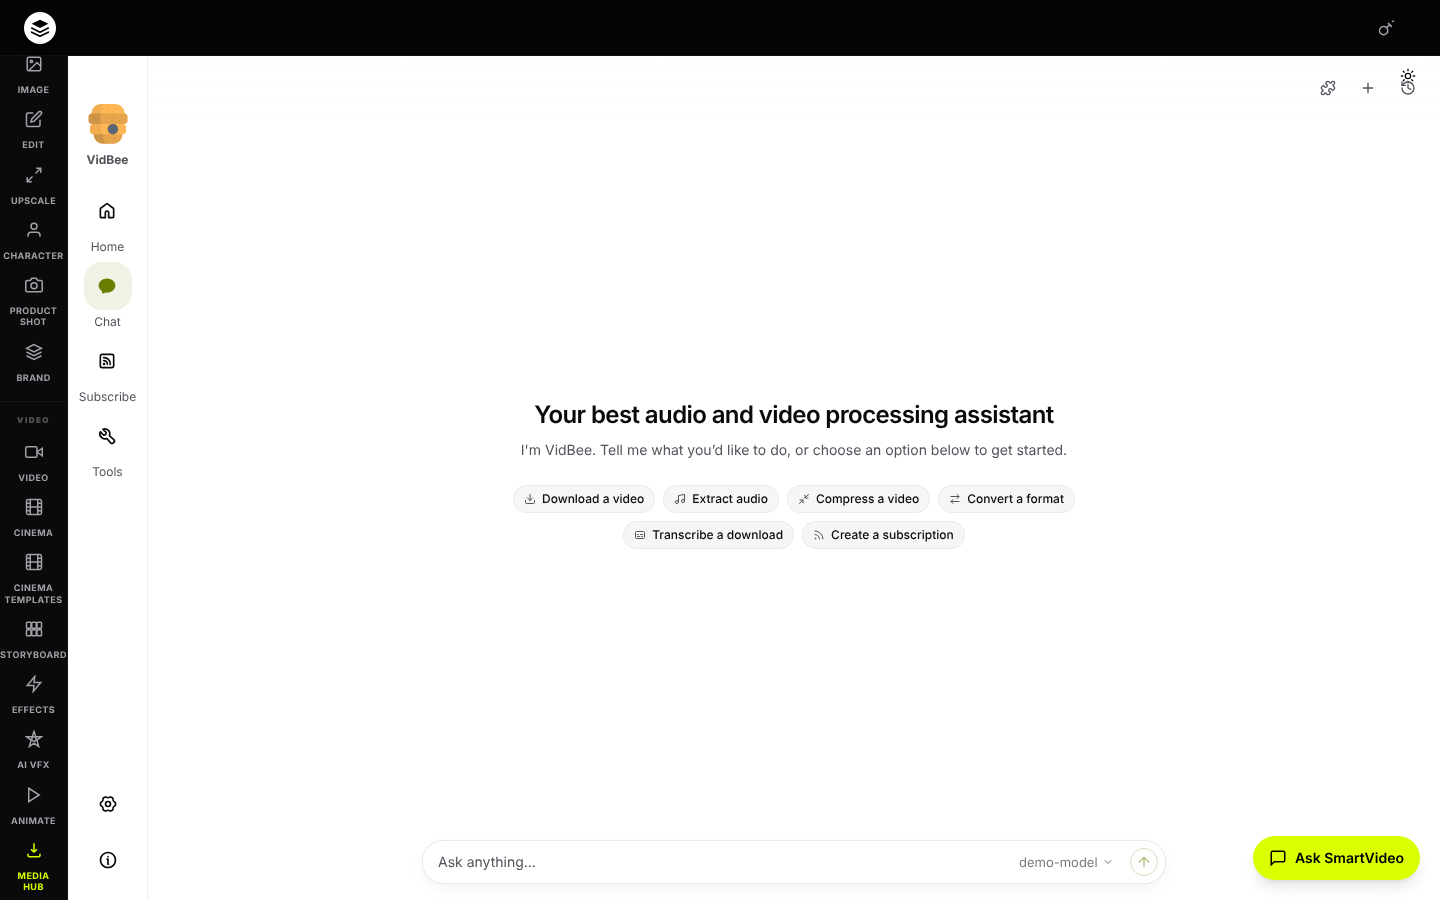 IMAGE
EDIT
UPSCALE
CHARACTER
PRODUCT
SHOT
BRAND
VIDEO
VIDEO
CINEMA
CINEMA
TEMPLATES
STORYBOARD
EFFECTS
AI VFX
ANIMATE
MEDIA
HUB
VidBee
Home
Chat
Subscribe
Tools
Your best audio and video processing assistant
I'm VidBee. Tell me what you’d like to do, or choose an option below to get started.
Download a video
Extract audio
Compress a video
Convert a format
Transcribe a download
Create a subscription
Ask anything...
demo-model
Ask SmartVideo